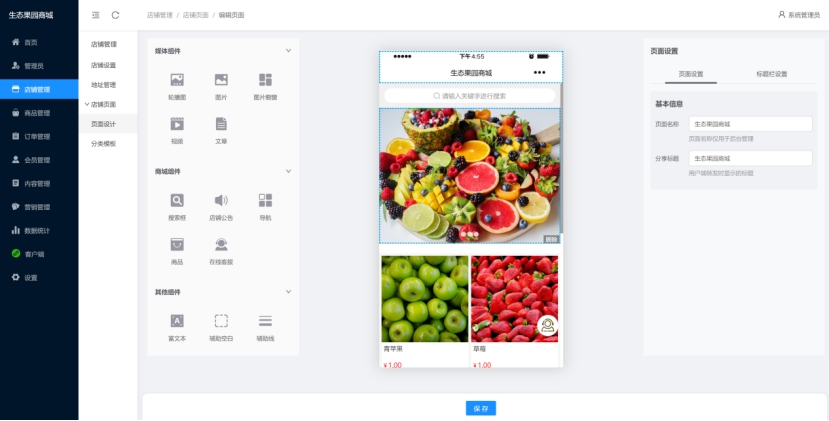 生态果园商城
首页
管理员
店铺管理
商品管理
订单管理
会员管理
内容管理
营销管理
数据统计
客户端
设置
店铺管理
店铺设置
地址管理
店铺页面
页面设计
分类模板
店铺管理 / 店铺页面 / 编辑页面
系统管理员
媒体组件
轮播图 图片 图片橱窗
视频 文章
商城组件
搜索框 店铺公告 导航
商品 在线客服
其他组件
富文本 辅助空白 辅助线
下午4:55
生态果园商城
请输入关键字进行搜索
删除
青苹果 草莓
¥1.00 ¥1.00
页面设置
页面设置 标题栏设置
基本信息
页面名称 生态果园商城
页面名称仅用于后台管理
分享标题 生态果园商城
用户端转发时显示的标题
保存